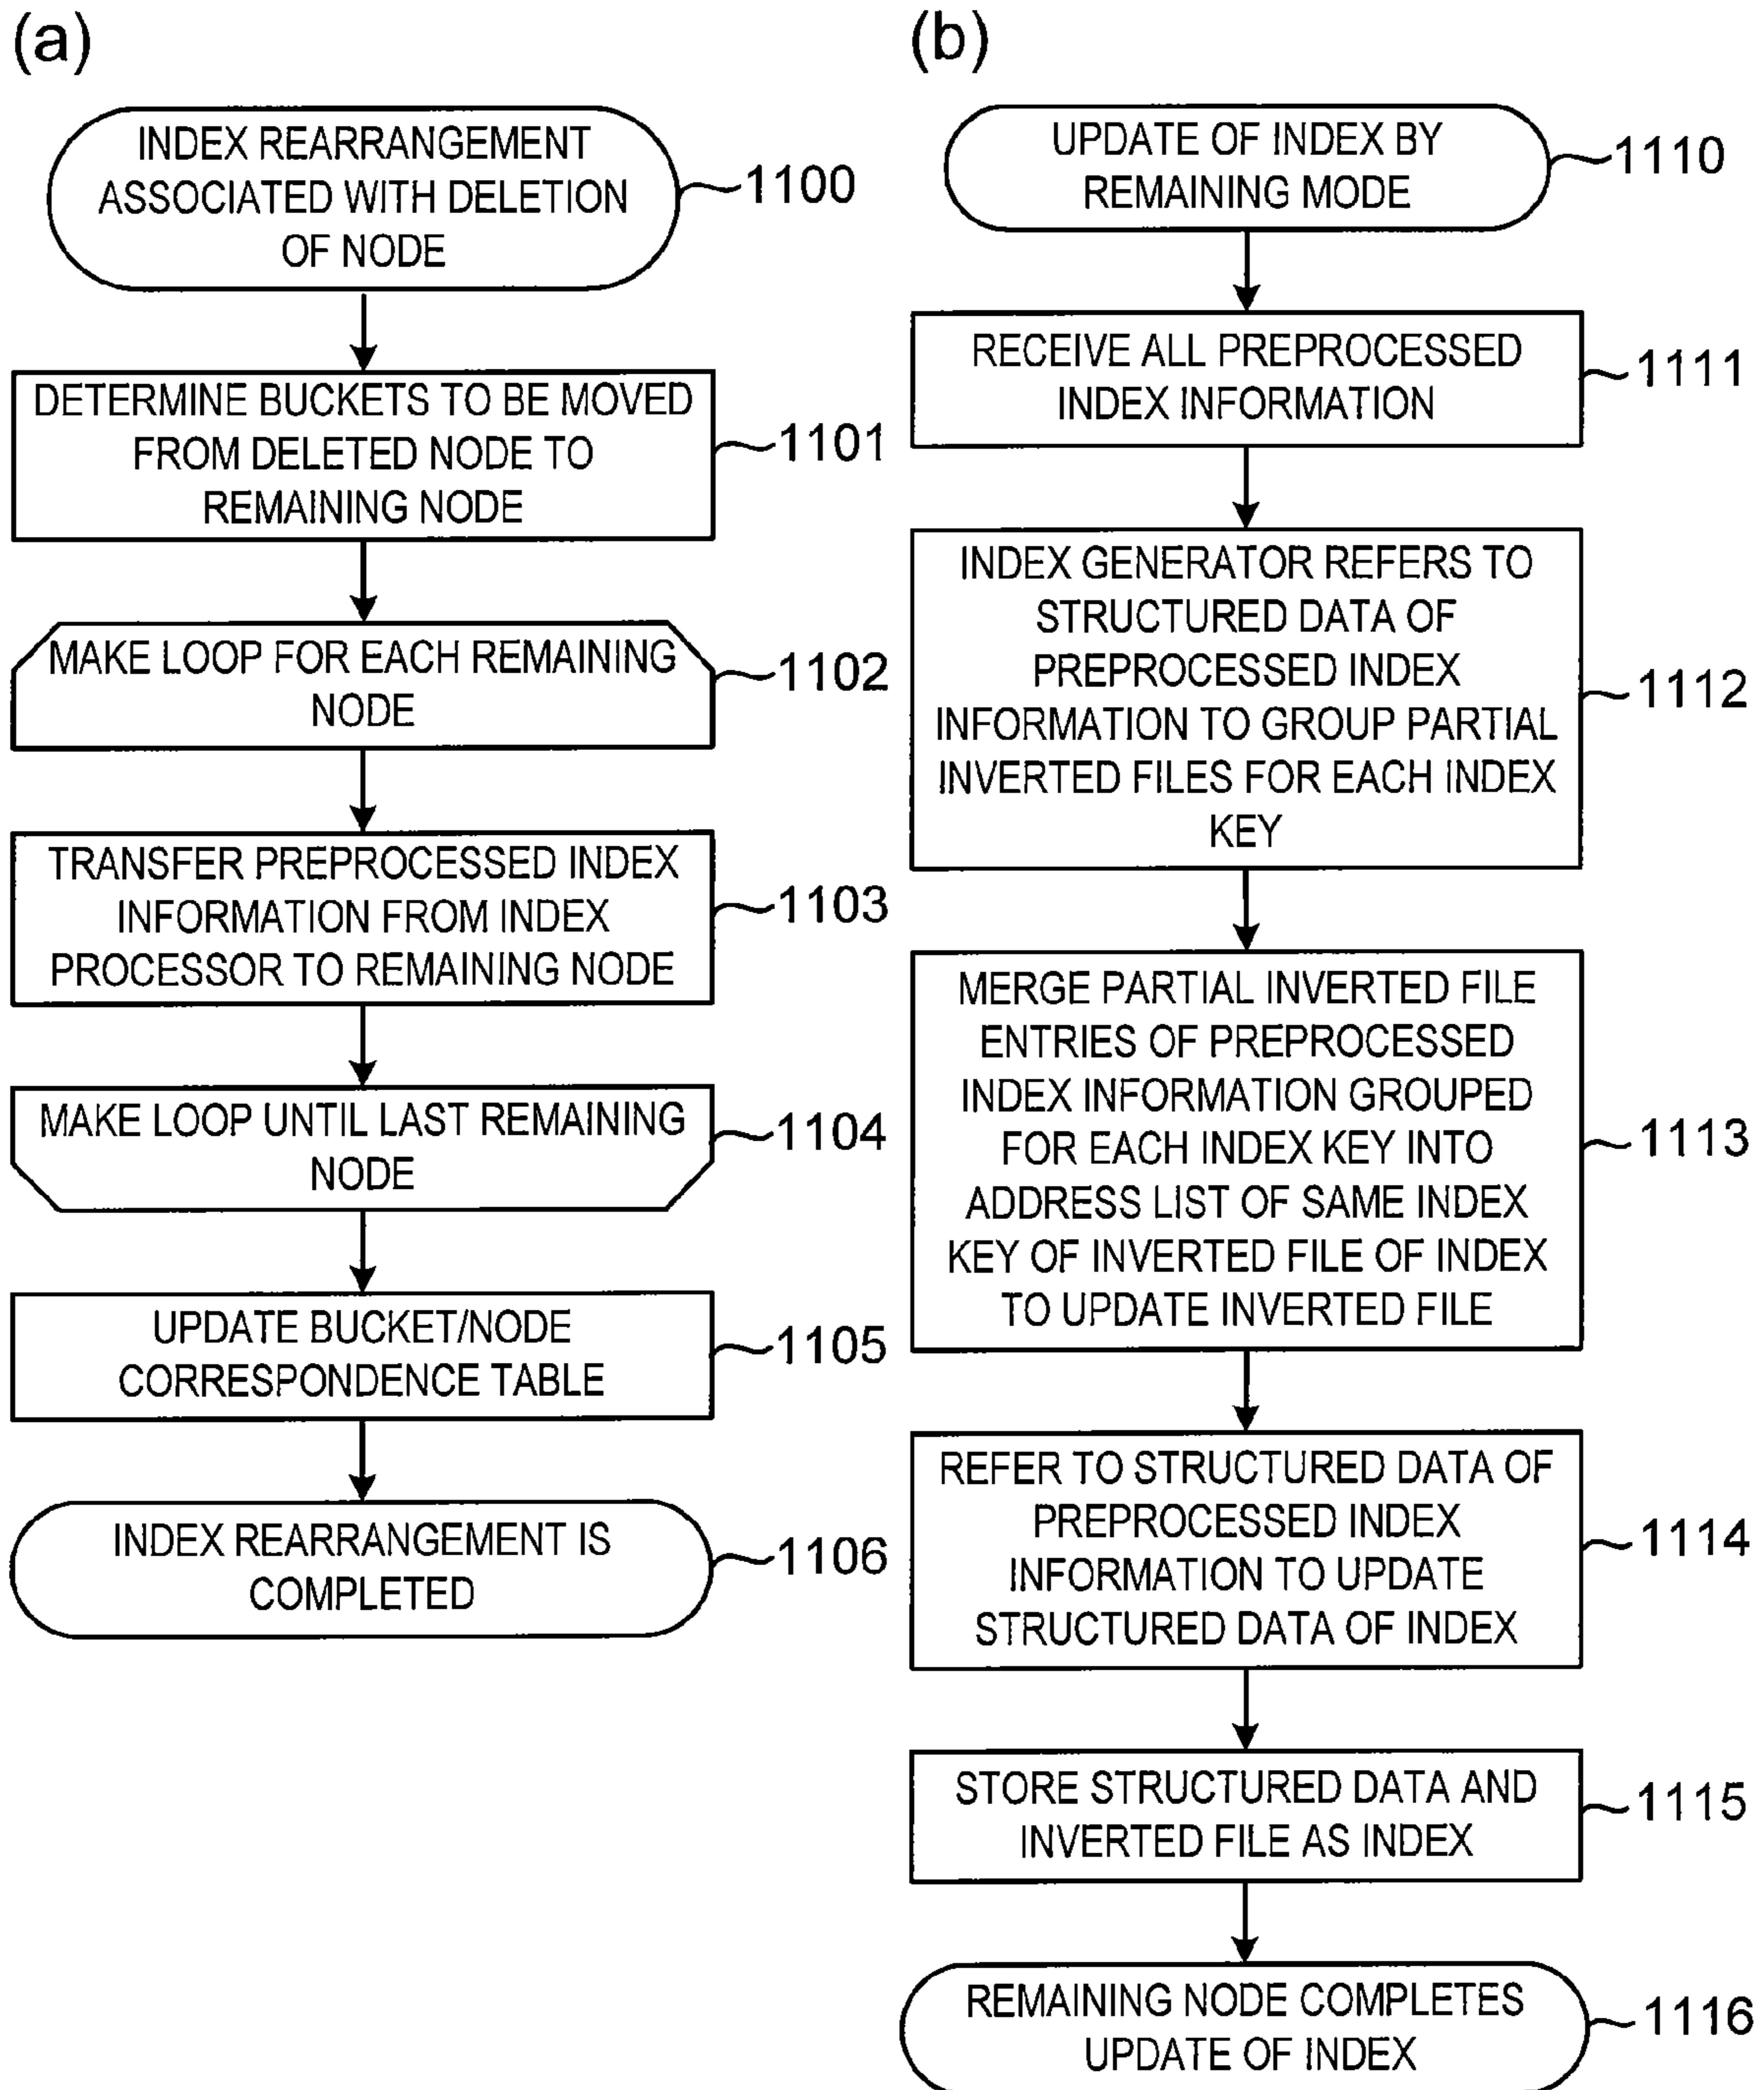 (a)
INDEX REARRANGEMENT
ASSOCIATED WITH DELETION
OF NODE
1100
DETERMINE BUCKETS TO BE MOVED
FROM DELETED NODE TO
REMAINING NODE
1101
MAKE LOOP FOR EACH REMAINING
NODE
1102
TRANSFER PREPROCESSED INDEX
INFORMATION FROM INDEX
PROCESSOR TO REMAINING NODE
1103
MAKE LOOP UNTIL LAST REMAINING
NODE
1104
UPDATE BUCKET/NODE
CORRESPONDENCE TABLE
1105
INDEX REARRANGEMENT IS
COMPLETED
1106
(b)
UPDATE OF INDEX BY
REMAINING MODE
1110
RECEIVE ALL PREPROCESSED
INDEX INFORMATION
1111
INDEX GENERATOR REFERS TO
STRUCTURED DATA OF
PREPROCESSED INDEX
INFORMATION TO GROUP PARTIAL
INVERTED FILES FOR EACH INDEX
KEY
1112
MERGE PARTIAL INVERTED FILE
ENTRIES OF PREPROCESSED
INDEX INFORMATION GROUPED
FOR EACH INDEX KEY INTO
ADDRESS LIST OF SAME INDEX
KEY OF INVERTED FILE OF INDEX
TO UPDATE INVERTED FILE
1113
REFER TO STRUCTURED DATA OF
PREPROCESSED INDEX
INFORMATION TO UPDATE
STRUCTURED DATA OF INDEX
1114
STORE STRUCTURED DATA AND
INVERTED FILE AS INDEX
1115
REMAINING NODE COMPLETES
UPDATE OF INDEX
1116